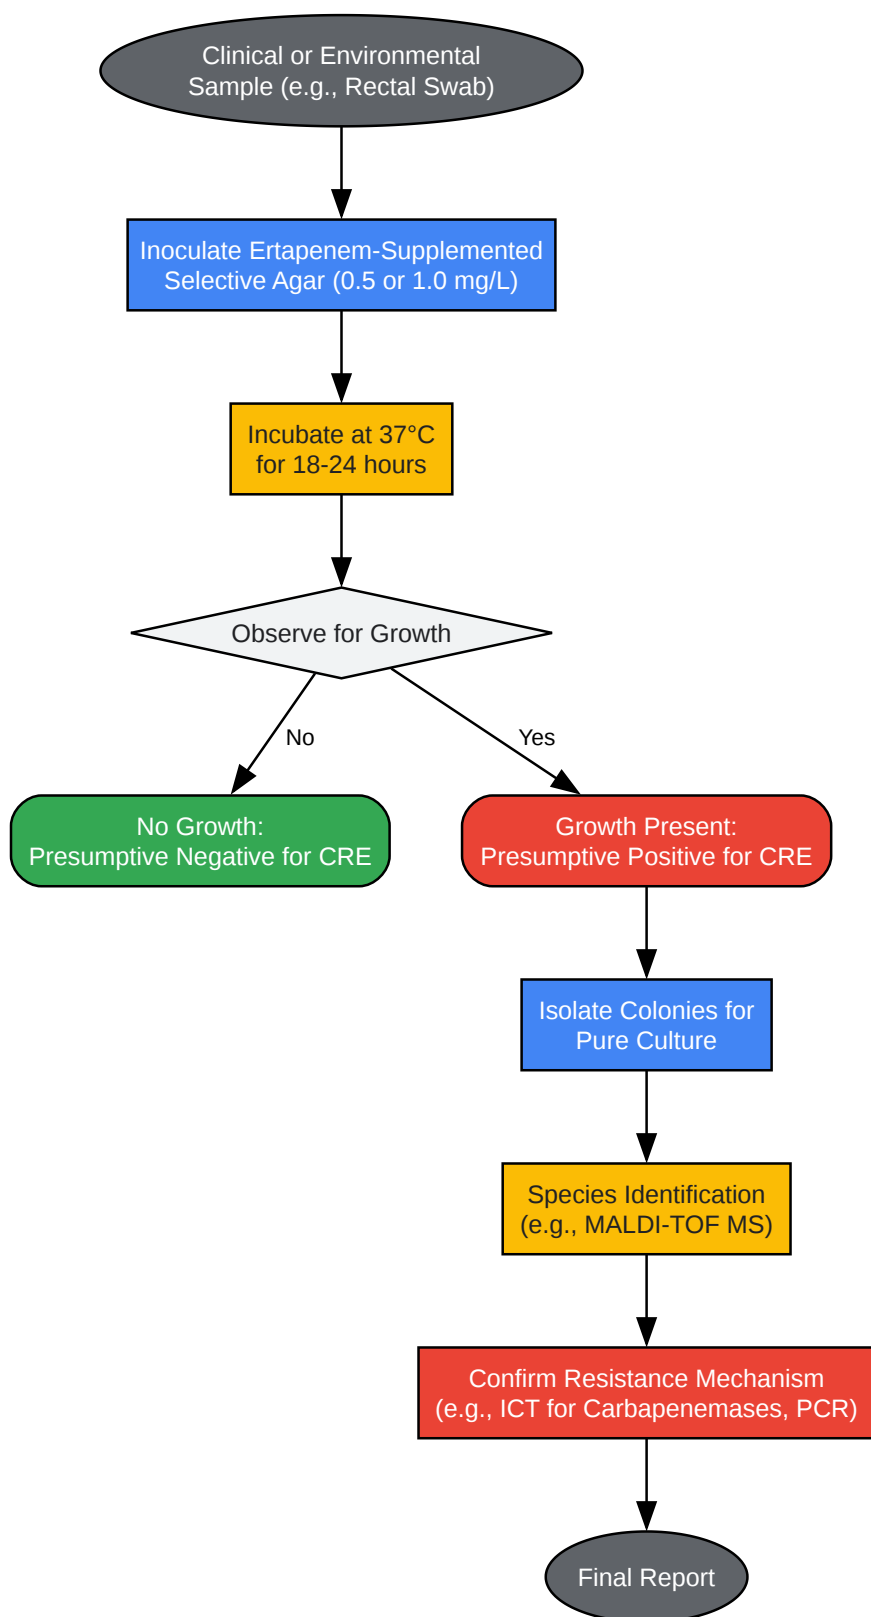 Clinical or Environmental
Sample (e.g., Rectal Swab)
Inoculate Ertapenem-Supplemented
Selective Agar (0.5 or 1.0 mg/L)
Incubate at 37°C
for 18-24 hours
Observe for Growth
No
Yes
No Growth:
Presumptive Negative for CRE
Growth Present:
Presumptive Positive for CRE
Isolate Colonies for
Pure Culture
Species Identification
(e.g., MALDI-TOF MS)
Confirm Resistance Mechanism
(e.g., ICT for Carbapenemases, PCR)
Final Report